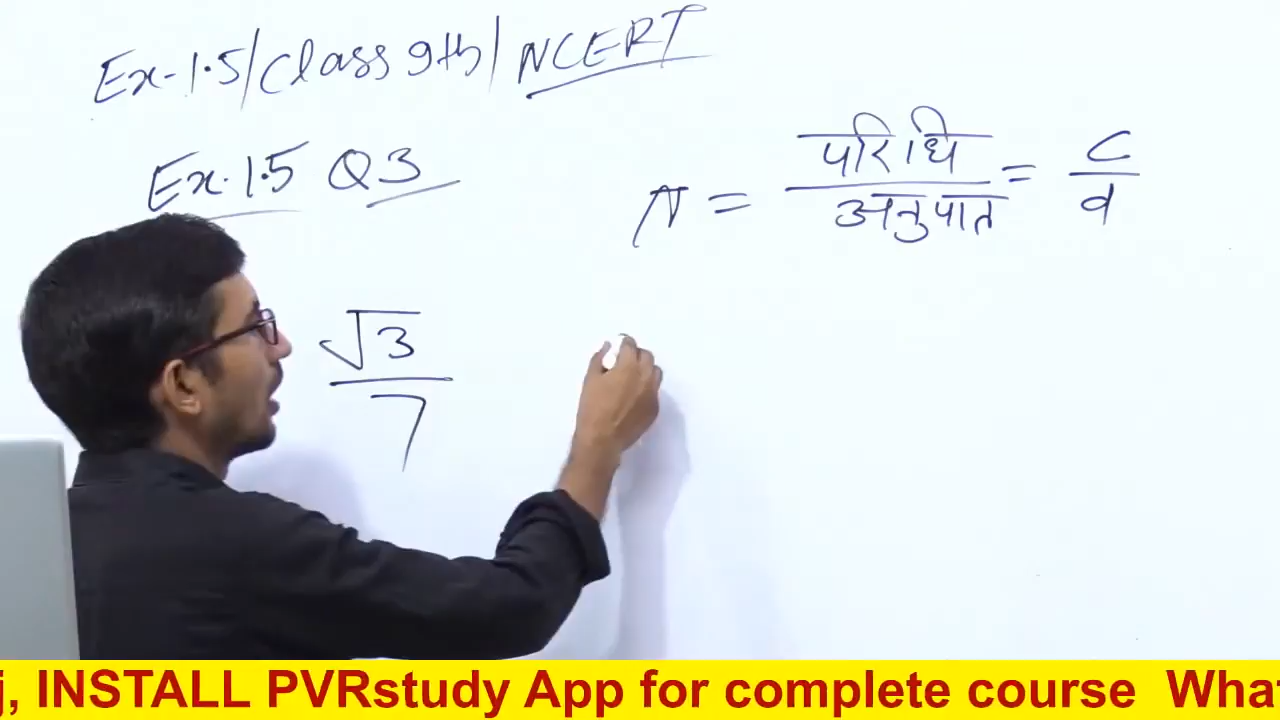 Ex-1.5/Class 9th/NCERT
Ex.1.5 Q3
π = परिधि / अनुपात = C / d
√3 / 7
j, INSTALL PVRstudy App for complete course What